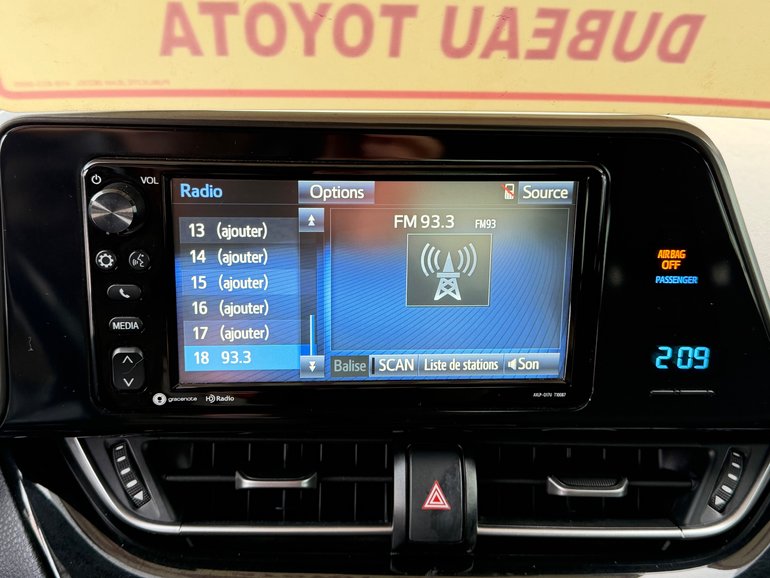 DUBEAU TOYOTA
VOL
Radio Options Source
FM 93.3 FM93
13 (ajouter)
14 (ajouter)
15 (ajouter)
16 (ajouter)
17 (ajouter)
18 93.3
Balise SCAN Liste de stations Son
MEDIA
gracenote HD Radio
AIRBAG
OFF
PASSENGER
2:09